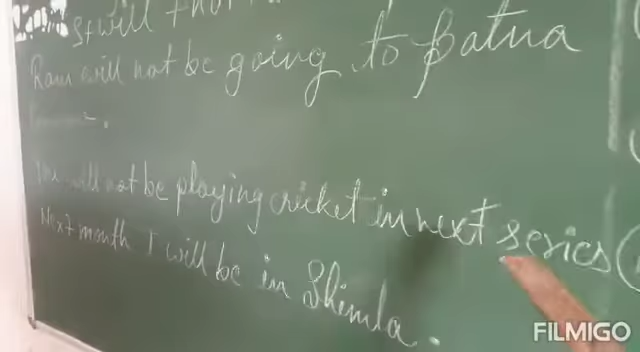 will
Ram will not be going to patna
will not be playing cricket in next series
Next month I will be in Shimla.
FILMIGO